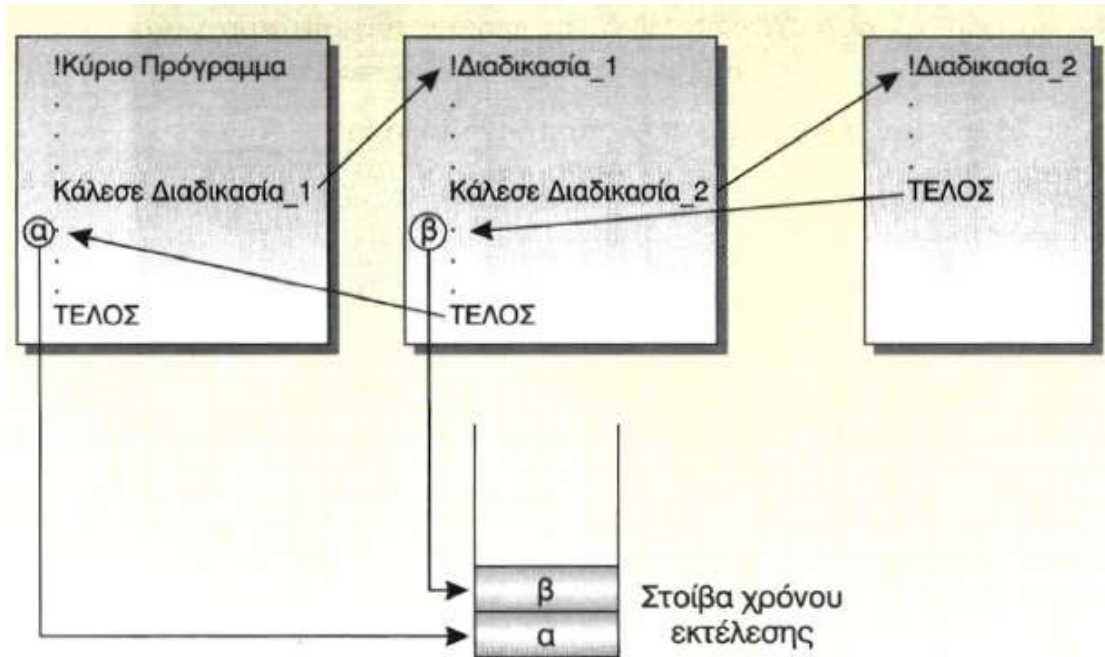 !Κύριο Πρόγραμμα
.
.
.
Κάλεσε Διαδικασία_1
α .
.
.
ΤΕΛΟΣ
!Διαδικασία_1
.
.
.
Κάλεσε Διαδικασία_2
β .
.
.
ΤΕΛΟΣ
!Διαδικασία_2
.
.
.
ΤΕΛΟΣ
β
α
Στοίβα χρόνου
εκτέλεσης